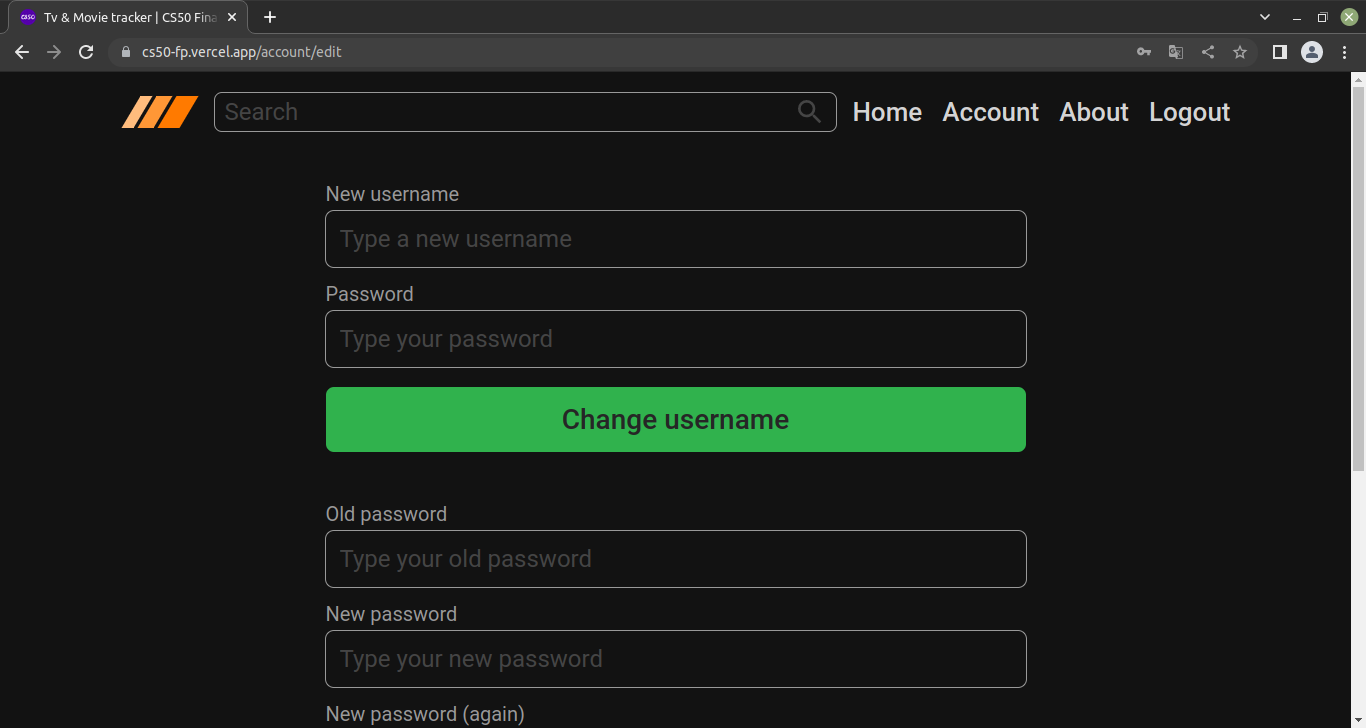 CS50 Tv & Movie tracker | CS50 Fina
cs50-fp.vercel.app/account/edit
Search Home Account About Logout
New username
Type a new username
Password
Type your password
Change username
Old password
Type your old password
New password
Type your new password
New password (again)